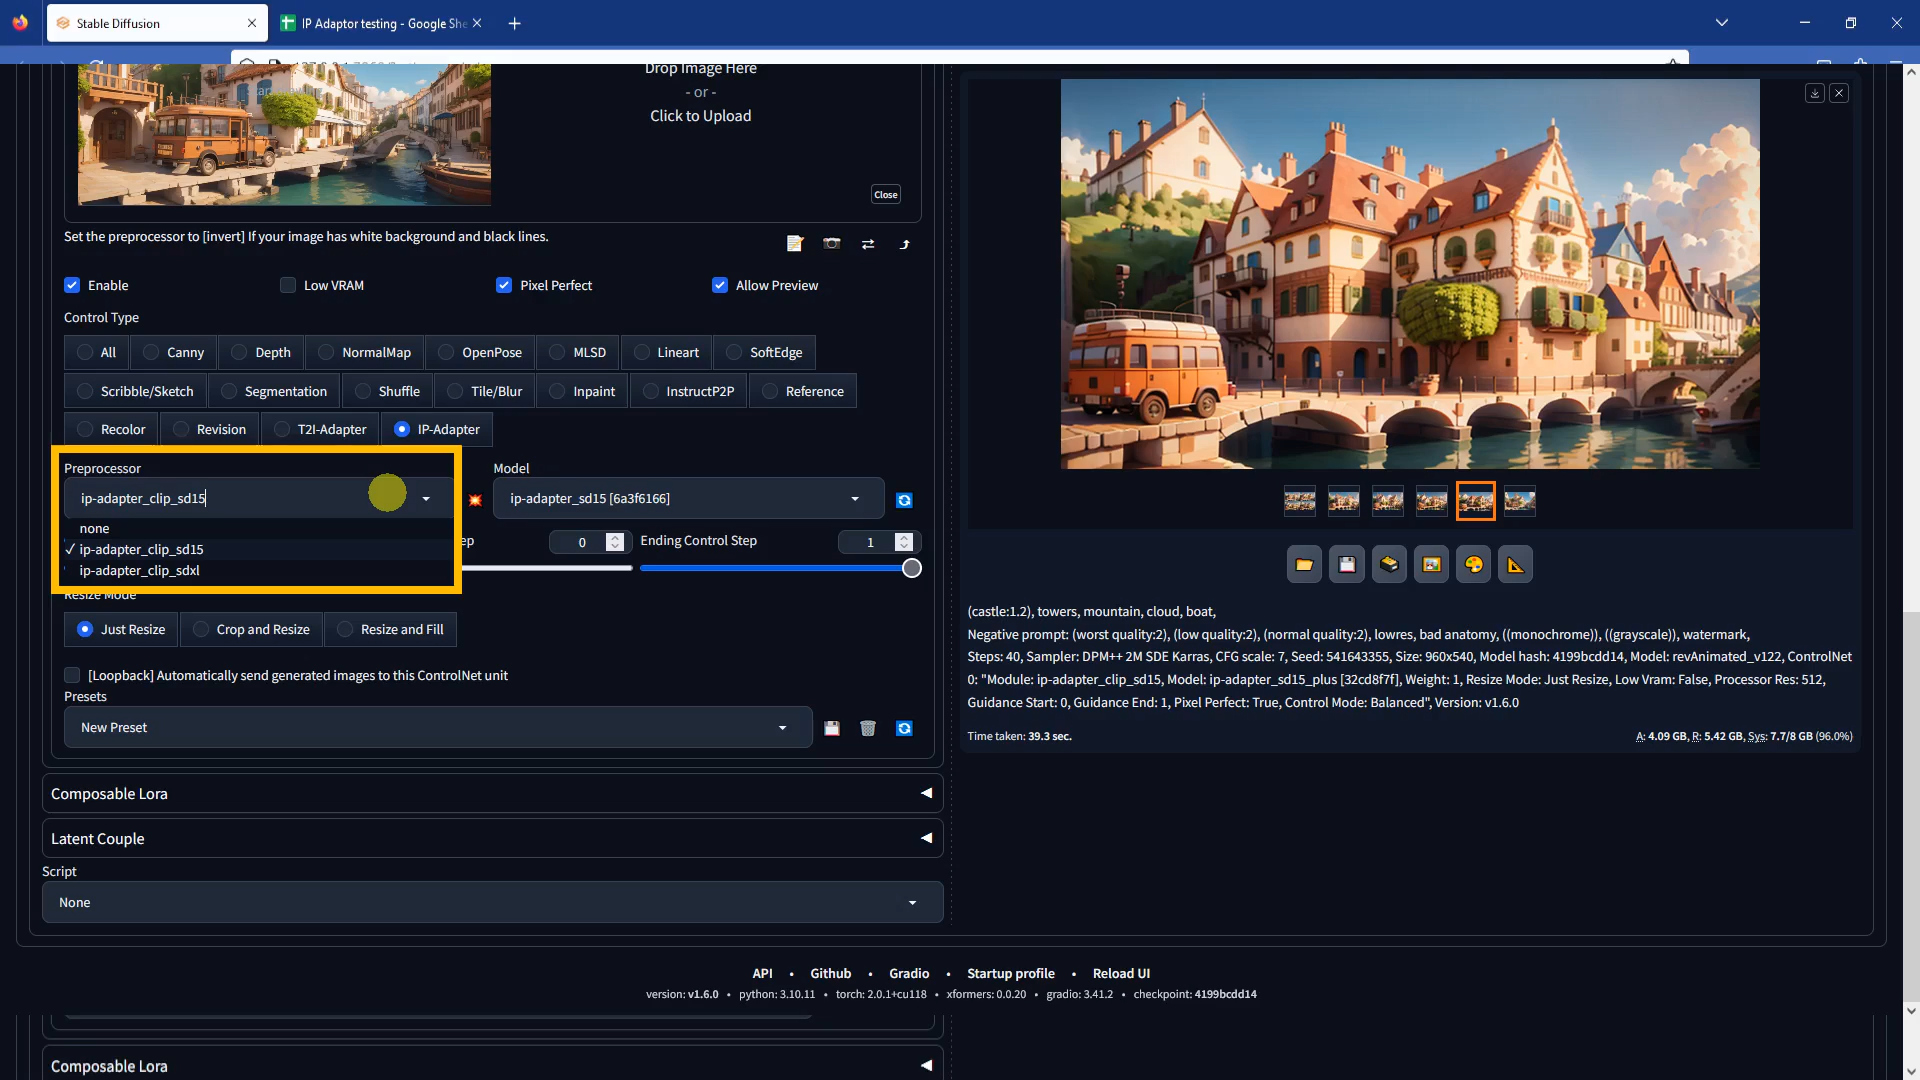 Stable Diffusion
IP Adaptor testing - Google She
Drop Image Here
- or -
Click to Upload
Close
Set the preprocessor to [invert] If your image has white background and black lines.
Enable
Low VRAM
Pixel Perfect
Allow Preview
Control Type
All
Canny
Depth
NormalMap
OpenPose
MLSD
Lineart
SoftEdge
Scribble/Sketch
Segmentation
Shuffle
Tile/Blur
Inpaint
InstructP2P
Reference
Recolor
Revision
T2I-Adapter
IP-Adapter
Preprocessor
ip-adapter_clip_sd15
none
✓ ip-adapter_clip_sd15
ip-adapter_clip_sdxl
Model
ip-adapter_sd15 [6a3f6166]
ep
0
Ending Control Step
1
Resize Mode
Just Resize
Crop and Resize
Resize and Fill
[Loopback] Automatically send generated images to this ControlNet unit
Presets
New Preset
Composable Lora
Latent Couple
Script
None
(castle:1.2), towers, mountain, cloud, boat,
Negative prompt: (worst quality:2), (low quality:2), (normal quality:2), lowres, bad anatomy, ((monochrome)), ((grayscale)), watermark,
Steps: 40, Sampler: DPM++ 2M SDE Karras, CFG scale: 7, Seed: 541643355, Size: 960x540, Model hash: 4199bcdd14, Model: revAnimated_v122, ControlNet
0: "Module: ip-adapter_clip_sd15, Model: ip-adapter_sd15_plus [32cd8f7f], Weight: 1, Resize Mode: Just Resize, Low Vram: False, Processor Res: 512,
Guidance Start: 0, Guidance End: 1, Pixel Perfect: True, Control Mode: Balanced", Version: v1.6.0
Time taken: 39.3 sec.
A: 4.09 GB, R: 5.42 GB, Sys: 7.7/8 GB (96.0%)
API • Github • Gradio • Startup profile • Reload UI
version: v1.6.0 • python: 3.10.11 • torch: 2.0.1+cu118 • xformers: 0.0.20 • gradio: 3.41.2 • checkpoint: 4199bcdd14
Composable Lora